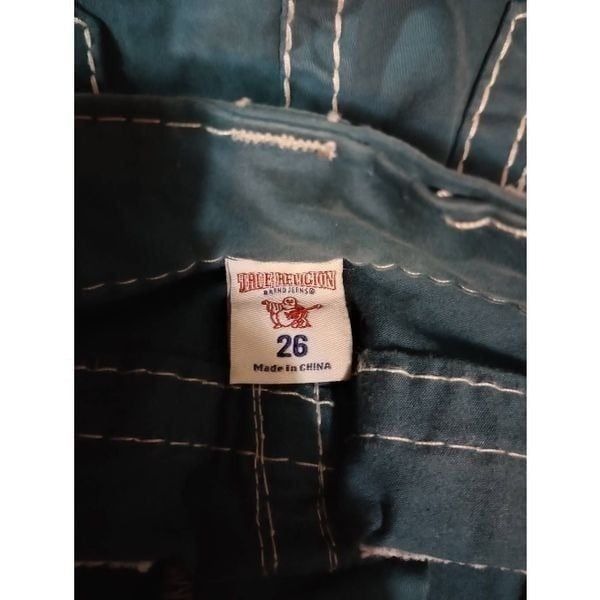 TRUE RELIGION
BRAND JEANS®
26
Made in CHINA